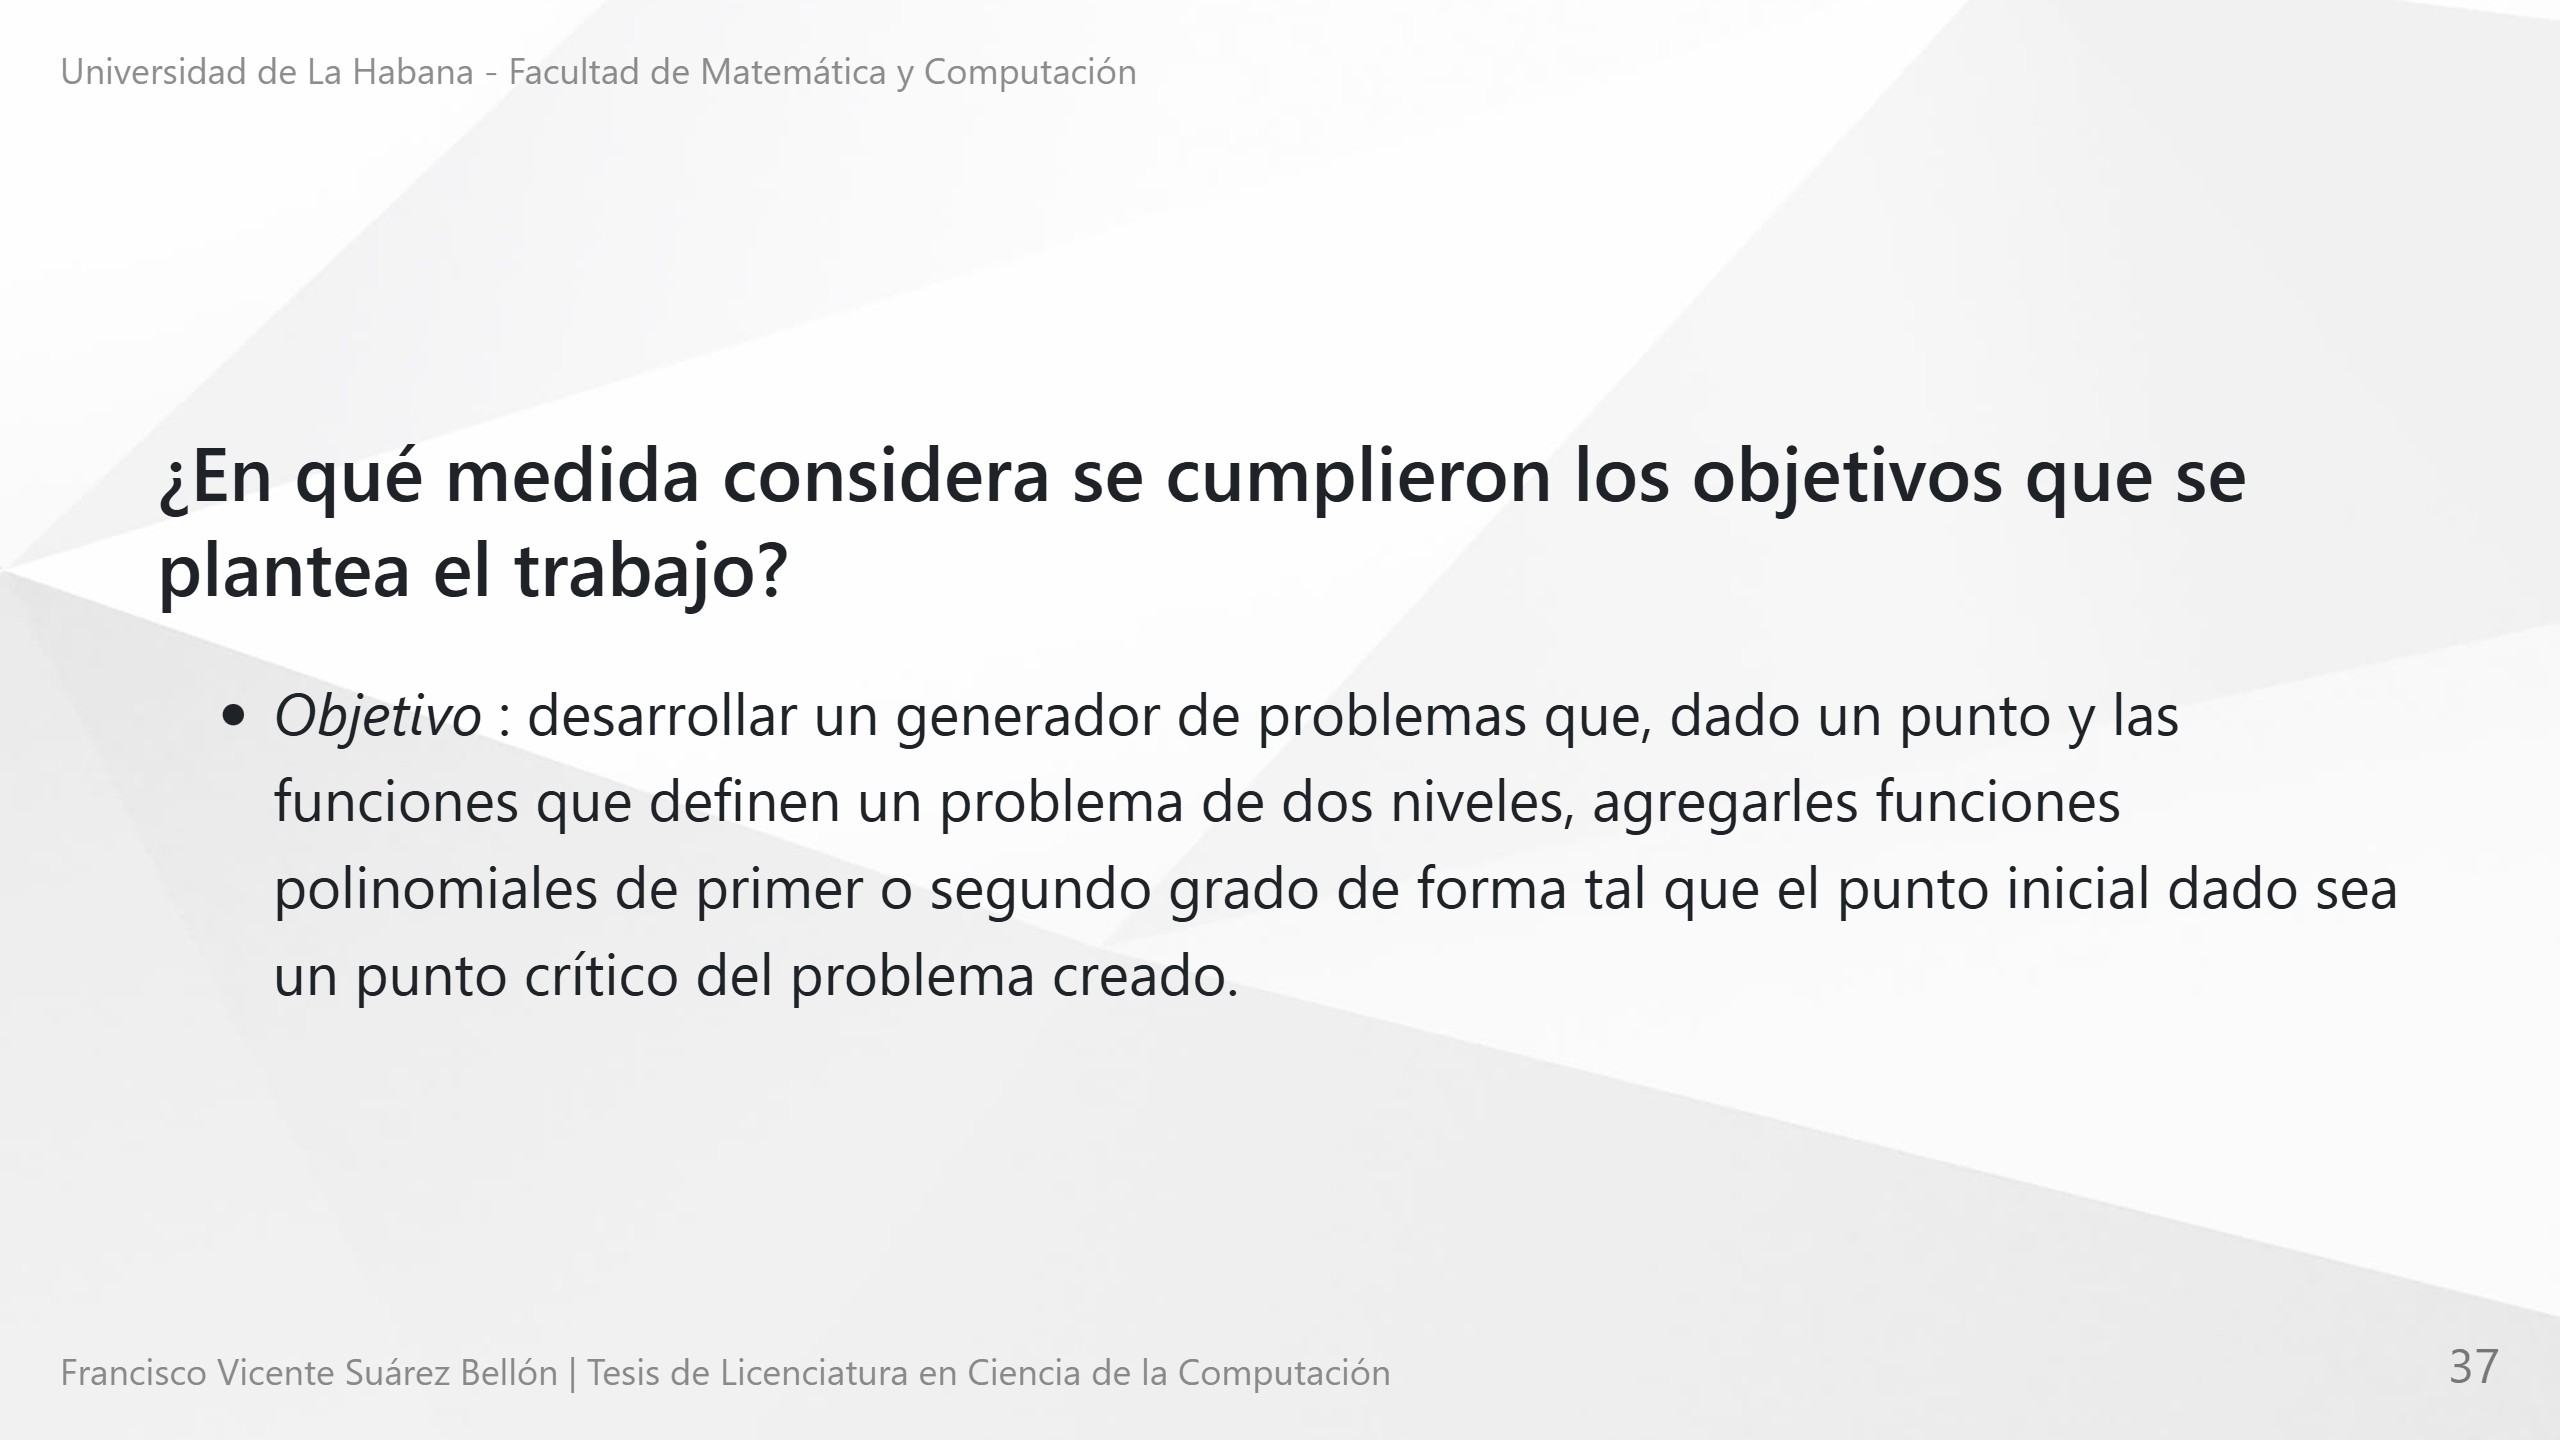 Universidad de La Habana - Facultad de Matemática y Computación
¿En qué medida considera se cumplieron los objetivos que se
plantea el trabajo?
• Objetivo : desarrollar un generador de problemas que, dado un punto y las
funciones que definen un problema de dos niveles, agregarles funciones
polinomiales de primer o segundo grado de forma tal que el punto inicial dado sea
un punto crítico del problema creado.
Francisco Vicente Suárez Bellón | Tesis de Licenciatura en Ciencia de la Computación
37